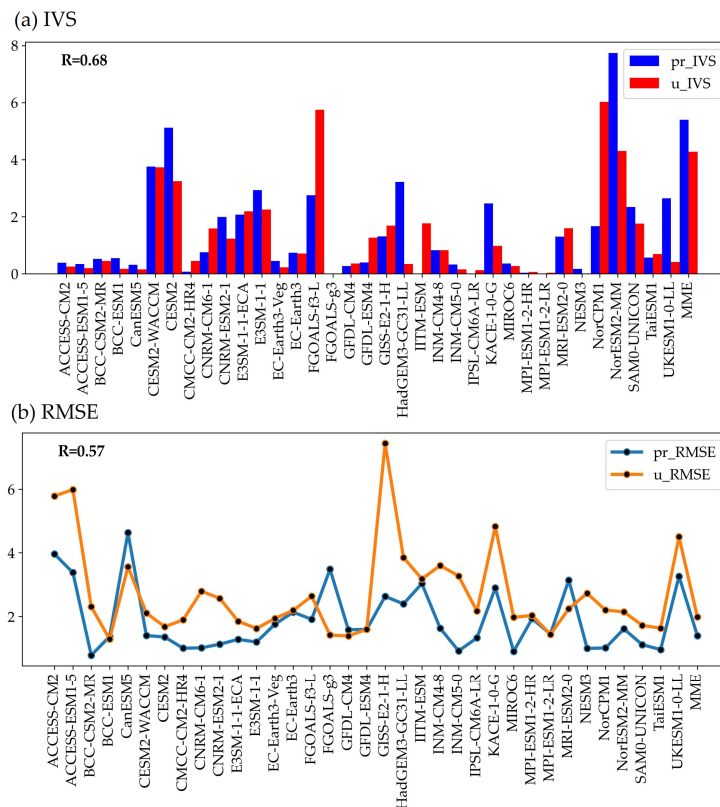 (a) IVS
R=0.68
pr_IVS
u_IVS
8
6
4
2
0
ACCESS-CM2
ACCESS-ESM1-5
BCC-CSM2-MR
BCC-ESM1
CanESM5
CESM2-WACCM
CESM2
CMCC-CM2-HR4
CNRM-CM6-1
CNRM-ESM2-1
E3SM-1-1-ECA
E3SM-1-1
EC-Earth3-Veg
EC-Earth3
FGOALS-f3-L
FGOALS-g3
GFDL-CM4
GFDL-ESM4
GISS-E2-1-H
HadGEM3-GC31-LL
IITM-ESM
INM-CM4-8
INM-CM5-0
IPSL-CM6A-LR
KACE-1-0-G
MIROC6
MPI-ESM1-2-HR
MPI-ESM1-2-LR
MRI-ESM2-0
NESM3
NorCPM1
NorESM2-MM
SAM0-UNICON
TaiESM1
UKESM1-0-LL
MME
(b) RMSE
R=0.57
pr_RMSE
u_RMSE
6
4
2
ACCESS-CM2
ACCESS-ESM1-5
BCC-CSM2-MR
BCC-ESM1
CanESM5
CESM2-WACCM
CESM2
CMCC-CM2-HR4
CNRM-CM6-1
CNRM-ESM2-1
E3SM-1-1-ECA
E3SM-1-1
EC-Earth3-Veg
EC-Earth3
FGOALS-f3-L
FGOALS-g3
GFDL-CM4
GFDL-ESM4
GISS-E2-1-H
HadGEM3-GC31-LL
IITM-ESM
INM-CM4-8
INM-CM5-0
IPSL-CM6A-LR
KACE-1-0-G
MIROC6
MPI-ESM1-2-HR
MPI-ESM1-2-LR
MRI-ESM2-0
NESM3
NorCPM1
NorESM2-MM
SAM0-UNICON
TaiESM1
UKESM1-0-LL
MME